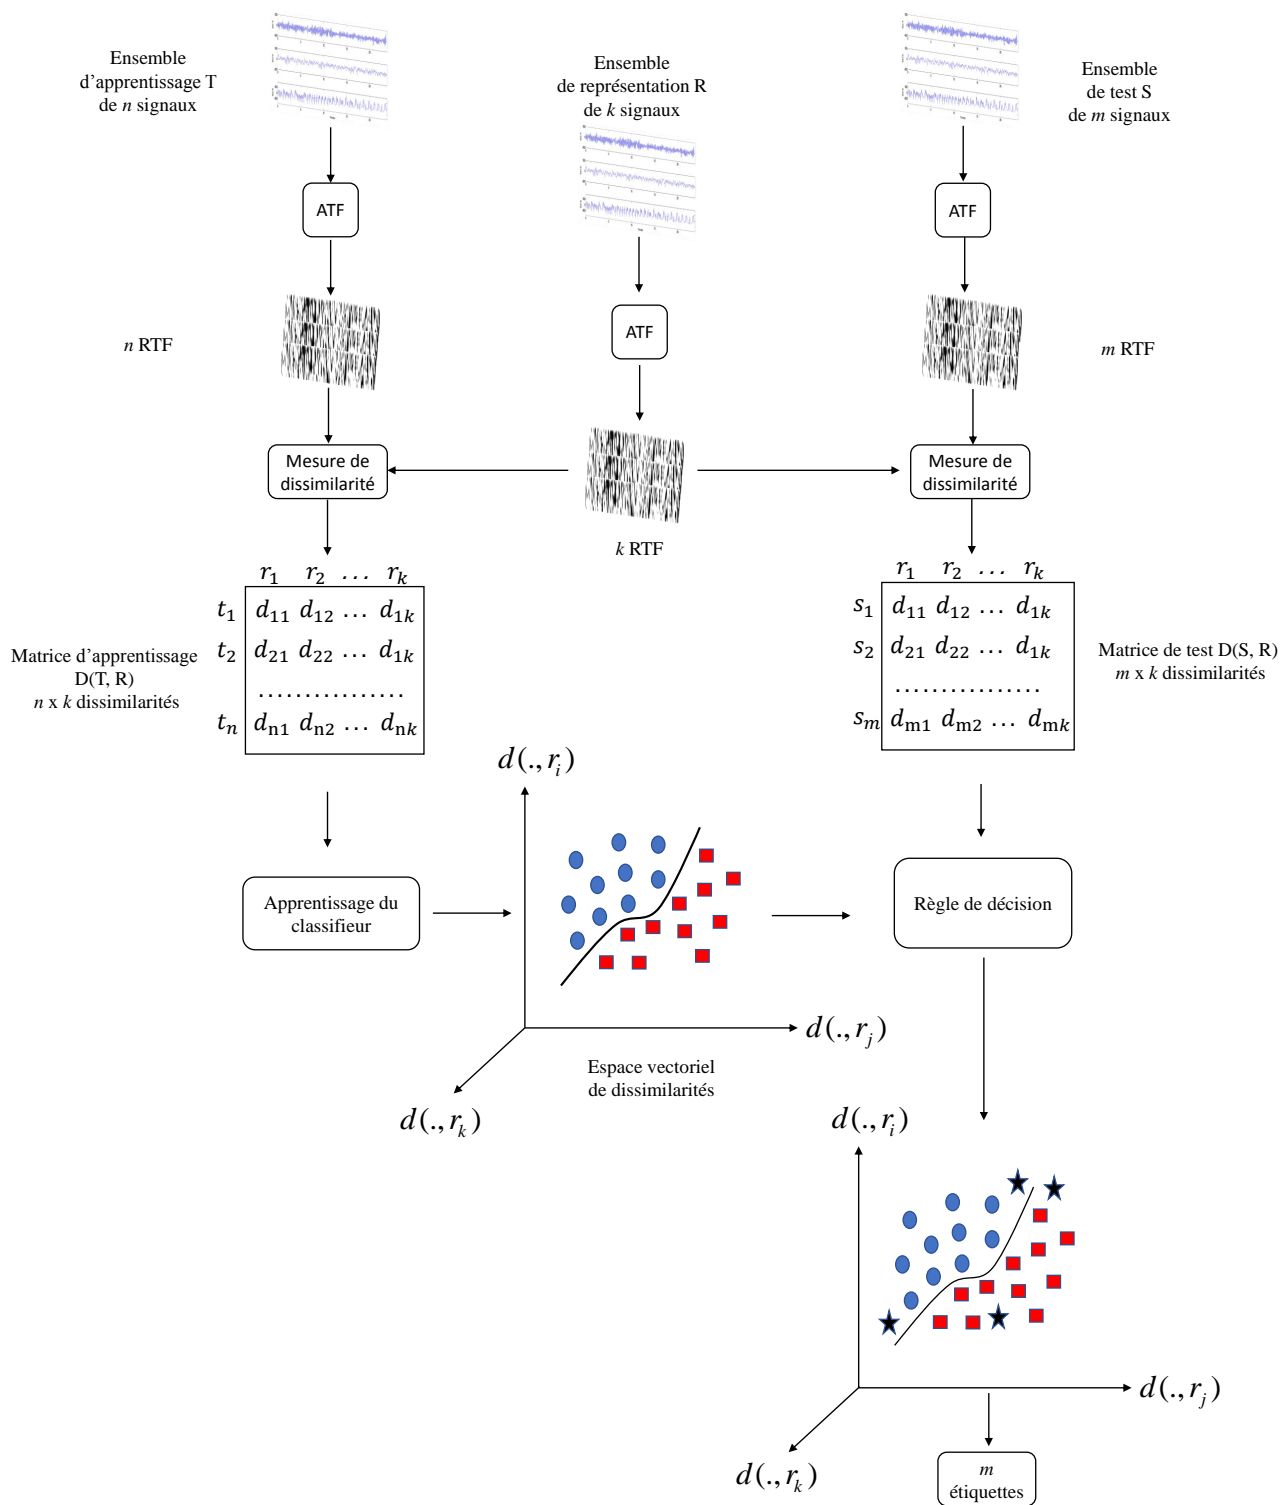 Ensemble
d'apprentissage T
de n signaux
Ensemble
de représentation R
de k signaux
Ensemble
de test S
de m signaux
ATF
ATF
ATF
n RTF
m RTF
Mesure de
dissimilarité
Mesure de
dissimilarité
k RTF
r₁ r₂ ... rₖ
t₁ d₁₁ d₁₂ ... d₁ₖ
t₂ d₂₁ d₂₂ ... d₁ₖ
................
tₙ dₙ₁ dₙ₂ ... dₙₖ
Matrice d'apprentissage
D(T, R)
n x k dissimilarités
r₁ r₂ ... rₖ
s₁ d₁₁ d₁₂ ... d₁ₖ
s₂ d₂₁ d₂₂ ... d₁ₖ
................
sₘ dₘ₁ dₘ₂ ... dₘₖ
Matrice de test D(S, R)
m x k dissimilarités
d(., rᵢ)
Apprentissage du
classifieur
Règle de décision
d(., rⱼ)
Espace vectoriel
de dissimilarités
d(., rₖ)
d(., rᵢ)
d(., rⱼ)
d(., rₖ)
m
étiquettes